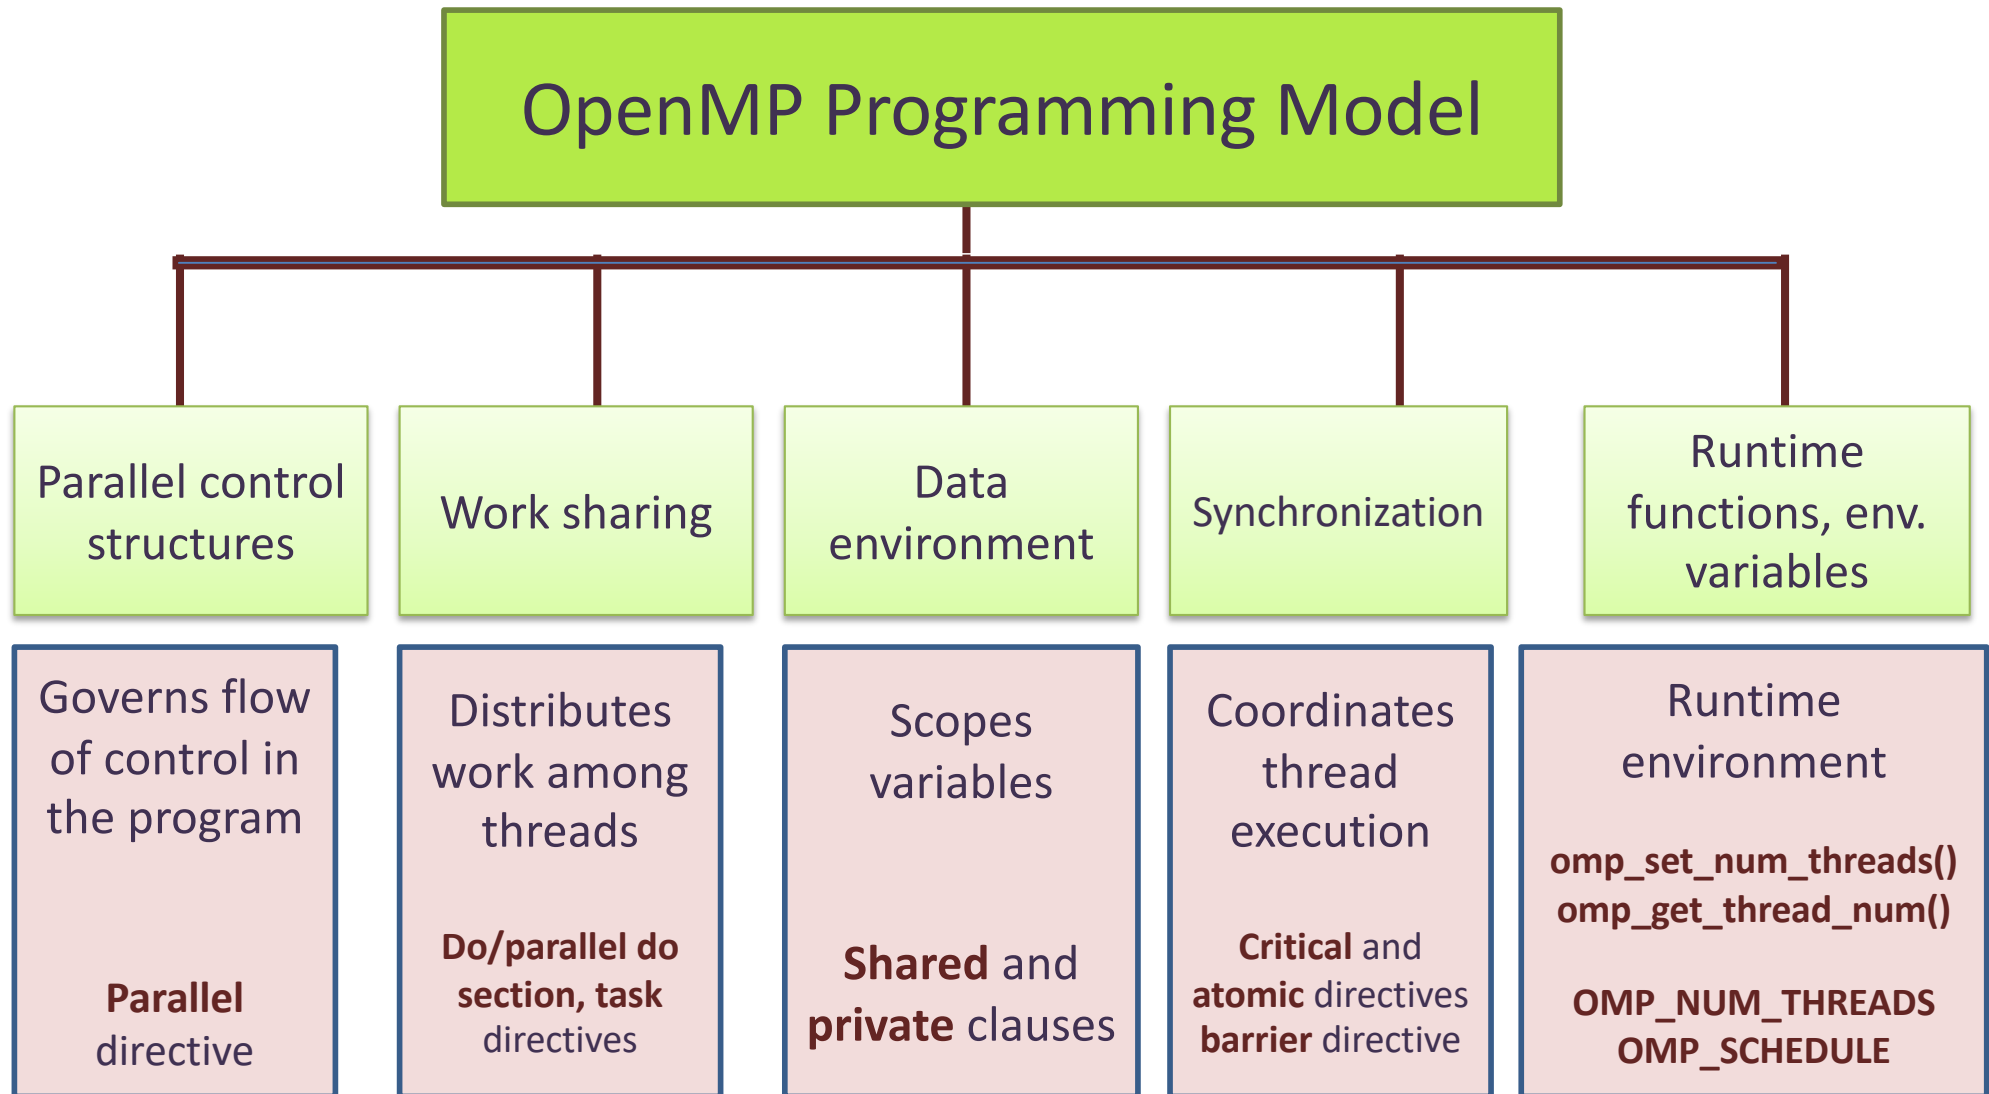 OpenMP Programming Model
Parallel control
structures
Work sharing
Data
environment
Synchronization
Runtime
functions, env.
variables
Governs flow
of control in
the program
Parallel
directive
Distributes
work among
threads
Do/parallel do
section, task
directives
Scopes
variables
Shared and
private clauses
Coordinates
thread
execution
Critical and
atomic directives
barrier directive
Runtime
environment
omp_set_num_threads()
omp_get_thread_num()
OMP_NUM_THREADS
OMP_SCHEDULE